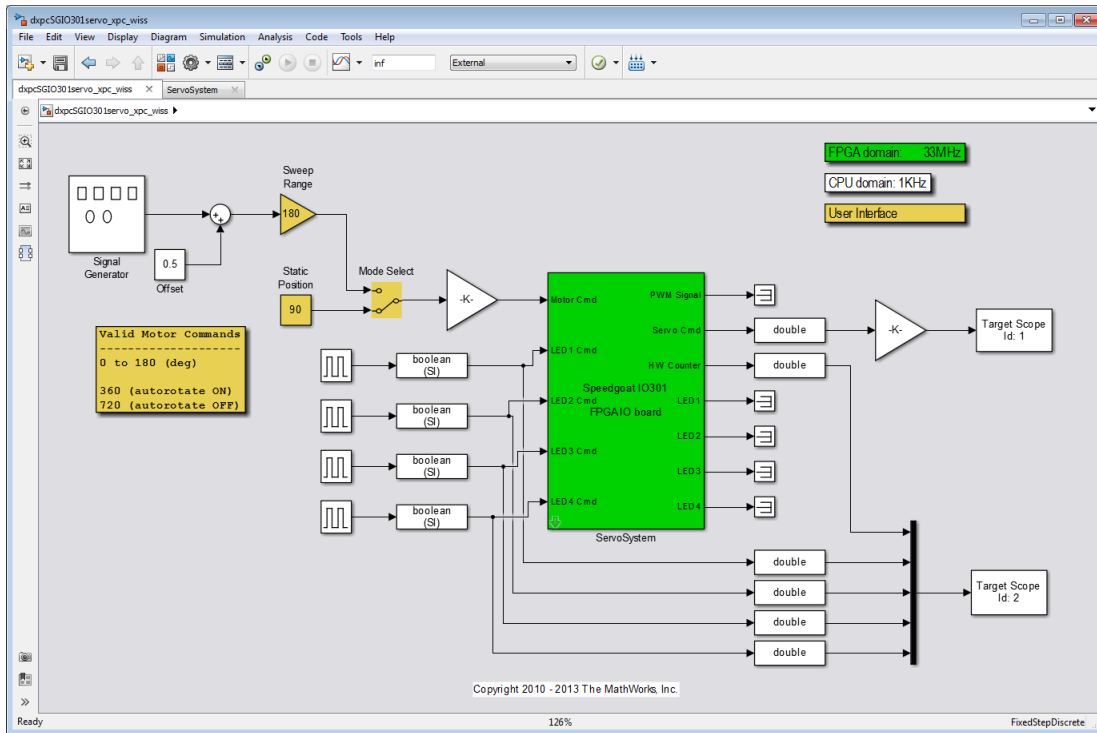 dxpcSGIO301servo_xpc_wiss
File Edit View Display Diagram Simulation Analysis Code Tools Help
inf
External
dxpcSGIO301servo_xpc_wiss
ServoSystem
dxpcSGIO301servo_xpc_wiss
FPGA domain: 33MHz
CPU domain: 1KHz
User Interface
Signal
Generator
0.5
Offset
Sweep
Range
180
Static
Position
90
Mode Select
-K-
Valid Motor Commands
--------------------
0 to 180 (deg)
360 (autorotate ON)
720 (autorotate OFF)
boolean
(SI)
boolean
(SI)
boolean
(SI)
boolean
(SI)
Motor Cmd
LED1 Cmd
LED2 Cmd
LED3 Cmd
LED4 Cmd
Speedgoat IO301
FPGA IO board
PWM Signal
Servo Cmd
HW Counter
LED1
LED2
LED3
LED4
ServoSystem
double
double
-K-
Target Scope
Id: 1
double
double
double
double
Target Scope
Id: 2
Copyright 2010 - 2013 The MathWorks, Inc.
Ready
126%
FixedStepDiscrete